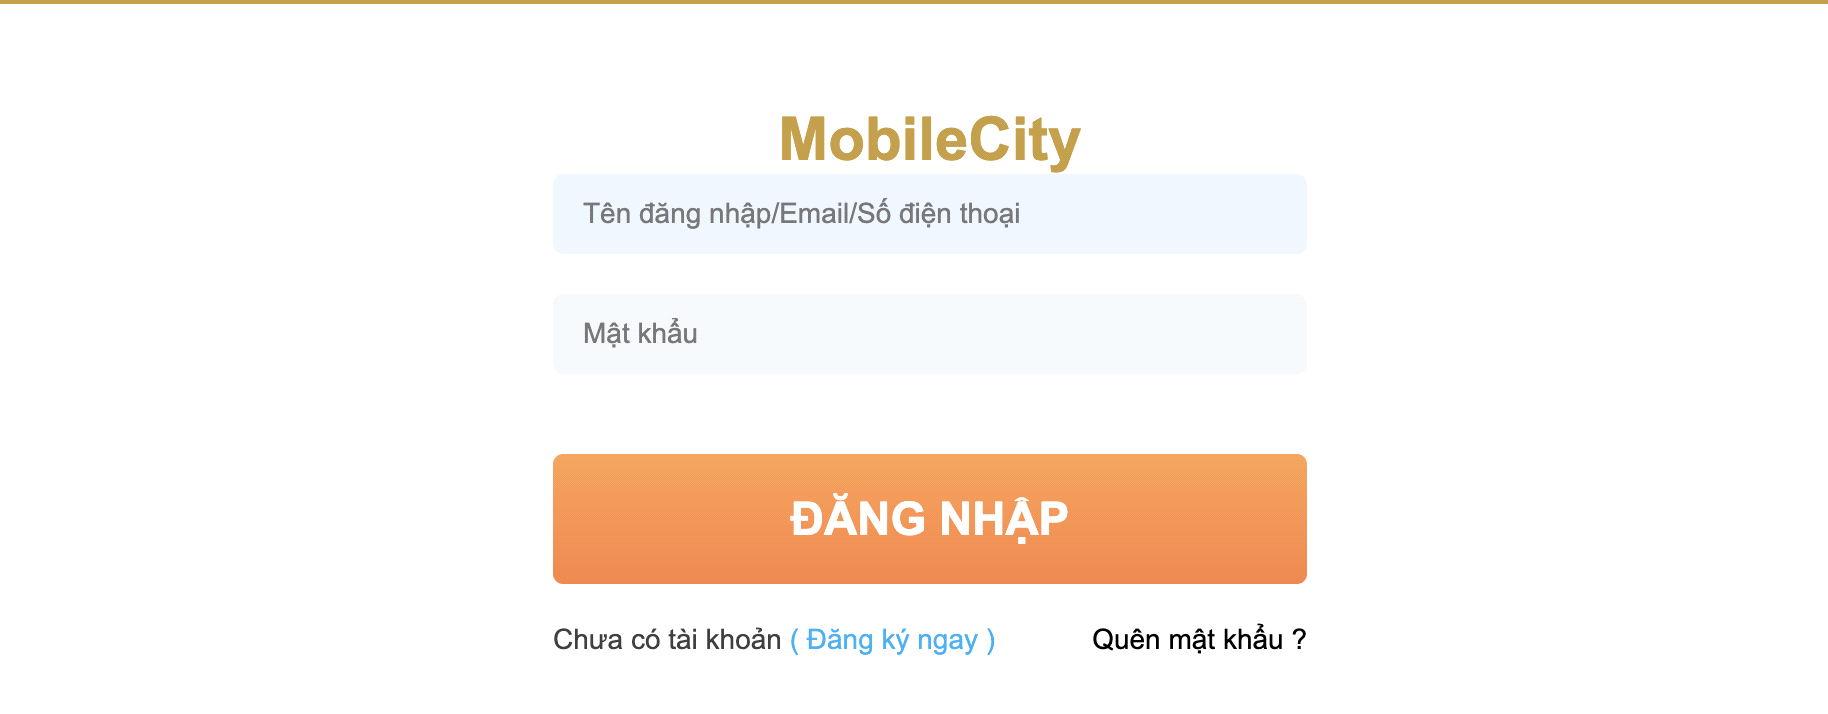 MobileCity
Tên đăng nhập/Email/Số điện thoại
Mật khẩu
ĐĂNG NHẬP
Chưa có tài khoản ( Đăng ký ngay ) Quên mật khẩu ?